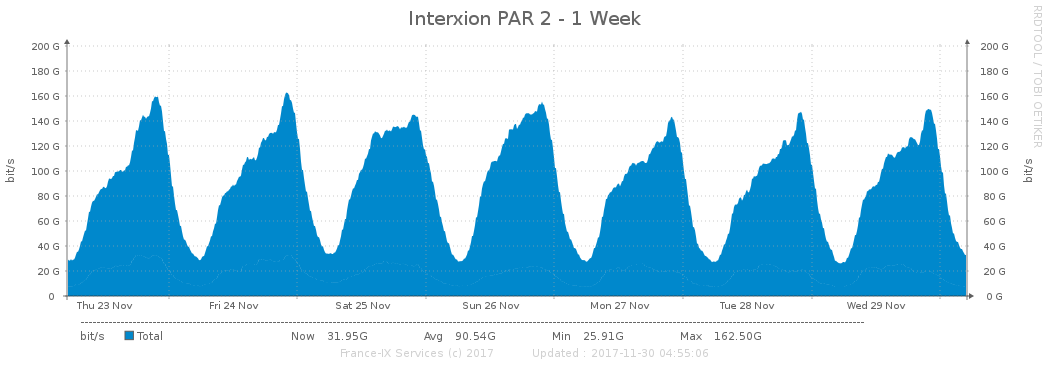 Interxion PAR 2 - 1 Week
RRDTOOL / TOBI OETIKER
200 G 200 G
180 G 180 G
160 G 160 G
140 G 140 G
120 G 120 G
100 G 100 G
80 G 80 G
60 G 60 G
40 G 40 G
20 G 20 G
0 0 G
bit/s bit/s
Thu 23 Nov Fri 24 Nov Sat 25 Nov Sun 26 Nov Mon 27 Nov Tue 28 Nov Wed 29 Nov
bit/s Total Now 31.95G Avg 90.54G Min 25.91G Max 162.50G
France-IX Services (c) 2017 Updated : 2017-11-30 04:55:06